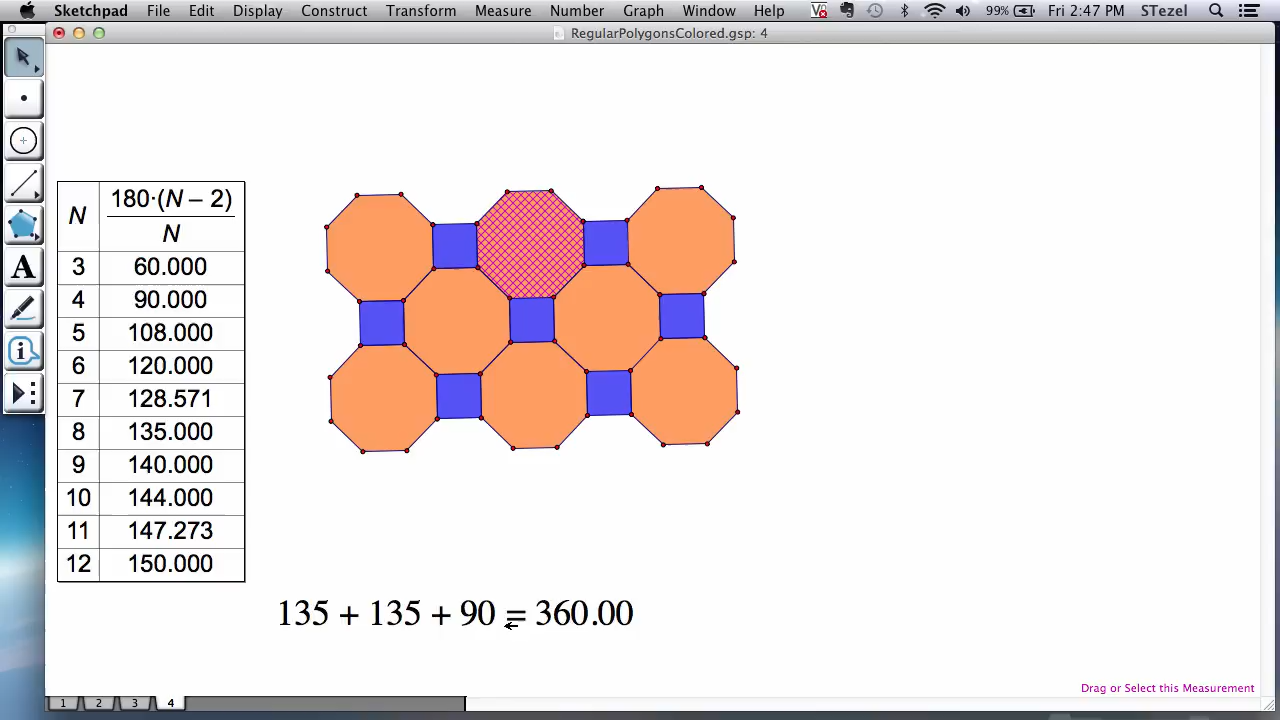 Sketchpad File Edit Display Construct Transform Measure Number Graph Window Help 99% Fri 2:47 PM STezel
RegularPolygonsColored.gsp: 4
A
N 180·(N – 2)
N
3 60.000
4 90.000
5 108.000
6 120.000
7 128.571
8 135.000
9 140.000
10 144.000
11 147.273
12 150.000
135 + 135 + 90 = 360.00
Drag or Select this Measurement
1 2 3 4